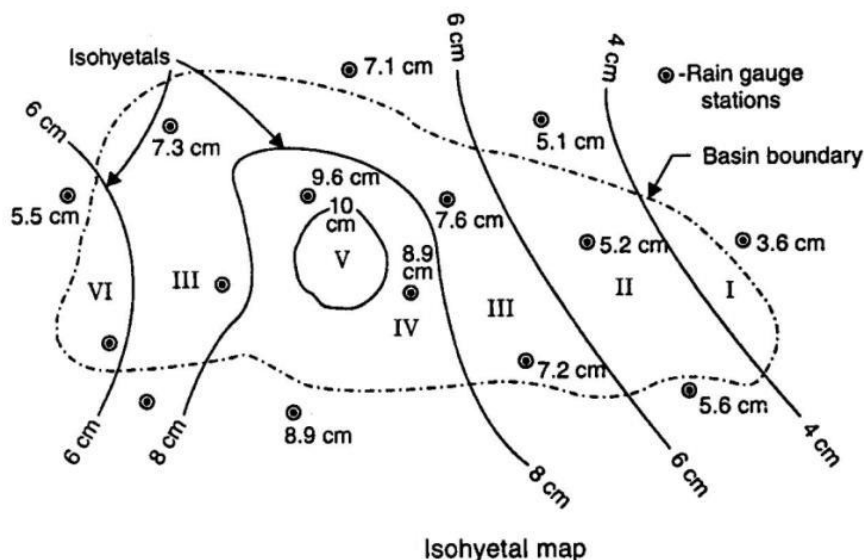 Isohyetals
7.1 cm
6 cm
4 cm
-Rain gauge
stations
6 cm
7.3 cm
5.1 cm
Basin boundary
9.6 cm
5.5 cm
10
cm
7.6 cm
8.9
cm
5.2 cm
3.6 cm
VI
III
V
IV
III
II
I
7.2 cm
5.6 cm
6 cm
8 cm
8.9 cm
8 cm
6 cm
4 cm
Isohyetal map